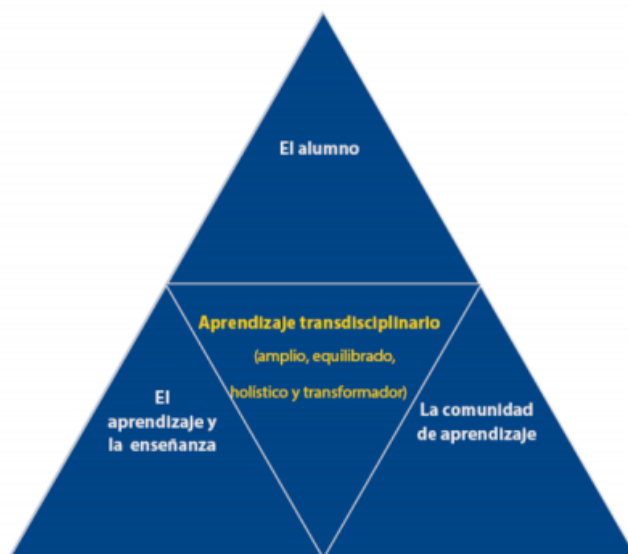 El alumno
Aprendizaje transdisciplinario
(amplio, equilibrado,
holístico y transformador)
El
aprendizaje y
la enseñanza
La comunidad
de aprendizaje